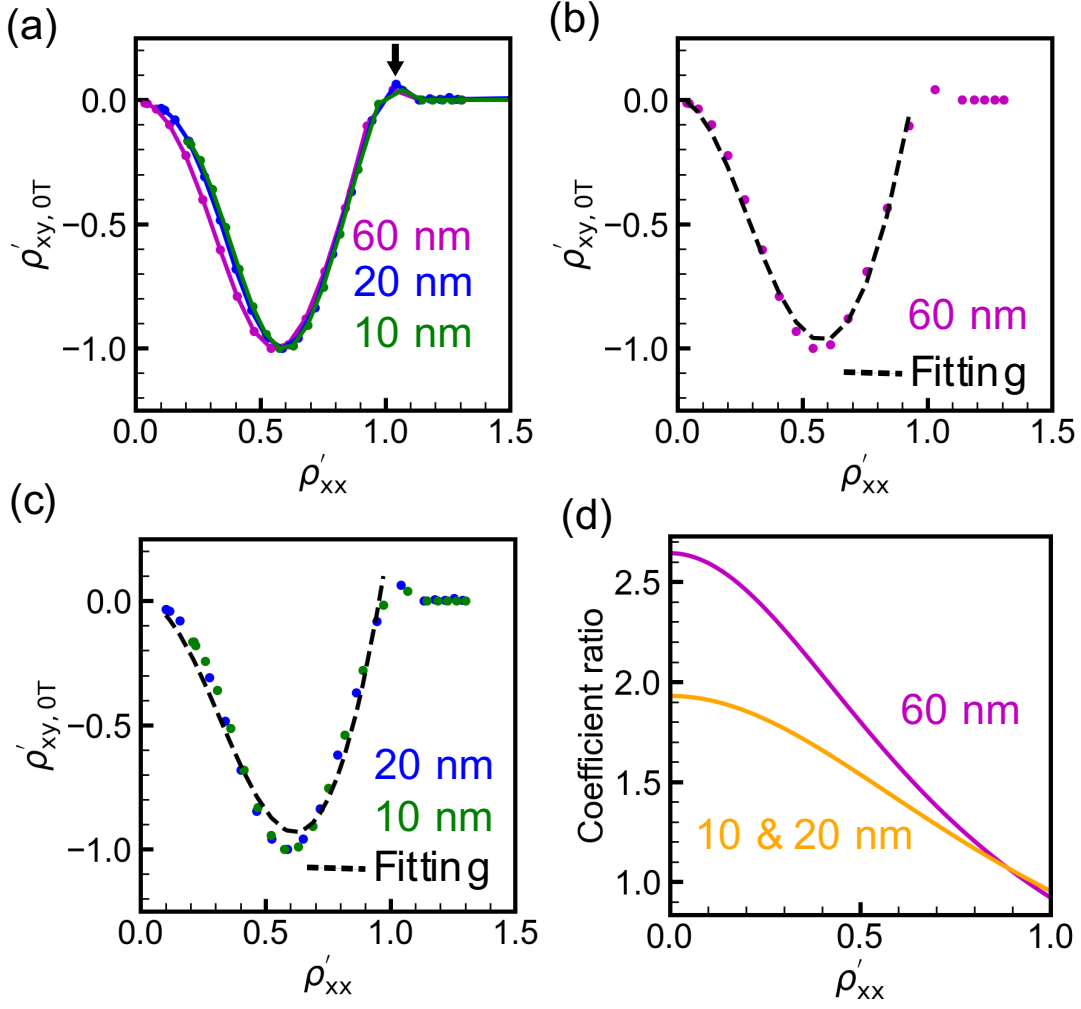 (a)
0.0
−0.5
−1.0
ρ′xy, 0T
60 nm
20 nm
10 nm
0.0 0.5 1.0 1.5
ρ′xx
(b)
0.0
−0.5
−1.0
ρ′xy, 0T
60 nm
Fitting
0.0 0.5 1.0 1.5
ρ′xx
(c)
0.0
−0.5
−1.0
ρ′xy, 0T
20 nm
10 nm
Fitting
0.0 0.5 1.0 1.5
ρ′xx
(d)
2.5
2.0
1.5
1.0
Coefficient ratio
60 nm
10 & 20 nm
0.0 0.5 1.0
ρ′xx